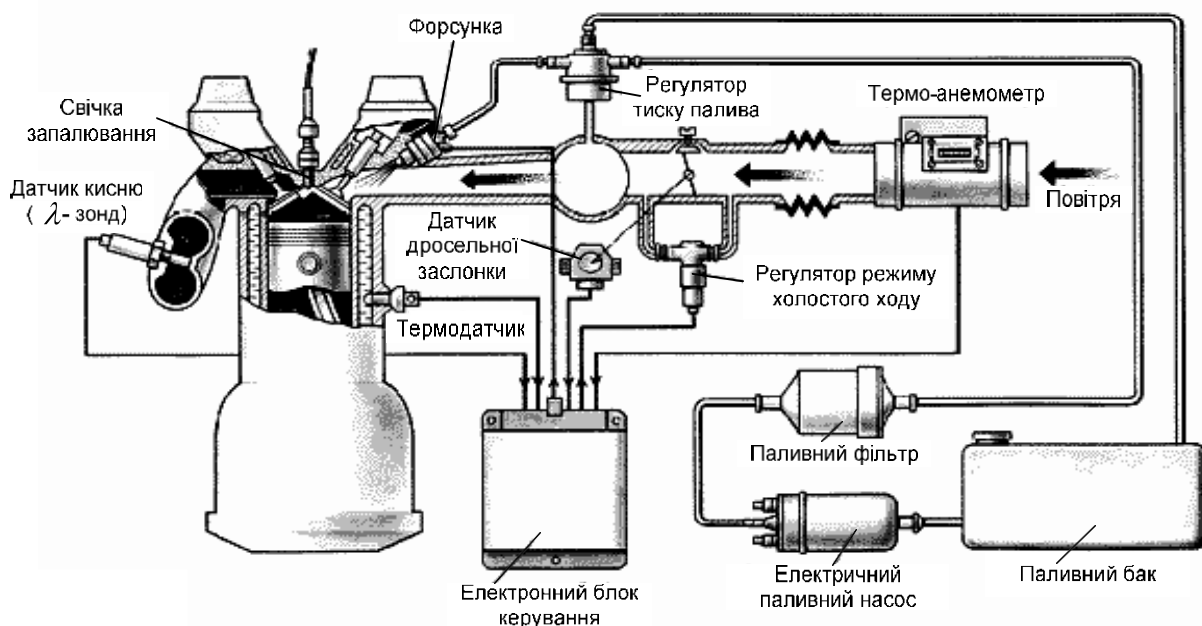 Форсунка
Свічка
запалювання
Регулятор
тиску палива
Термо-анемометр
Датчик кисню
( λ- зонд)
Повітря
Датчик
дросельної
заслонки
Регулятор режиму
холостого ходу
Термодатчик
Паливний фільтр
Електронний блок
керування
Електричний
паливний насос
Паливний бак